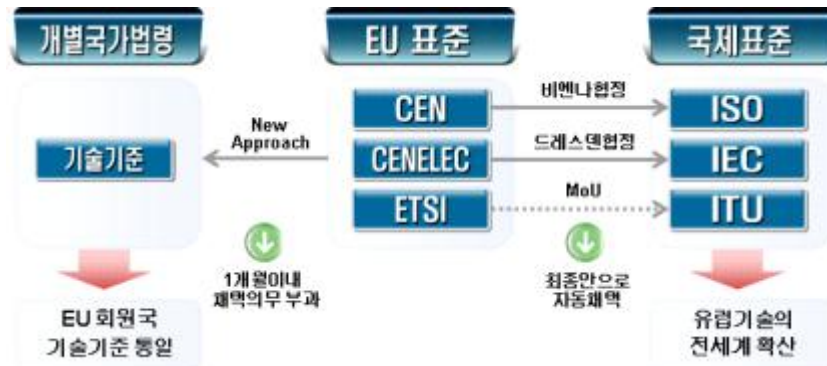 개별국가법령
EU 표준
국제표준
기술기준
New
Approach
CEN
CENELEC
ETSI
비엔나협정
드레스덴협정
MoU
ISO
IEC
ITU
1개월이내
채택의무 부과
최종안으로
자동채택
EU 회원국
기술기준 통일
유럽기술의
전세계 확산